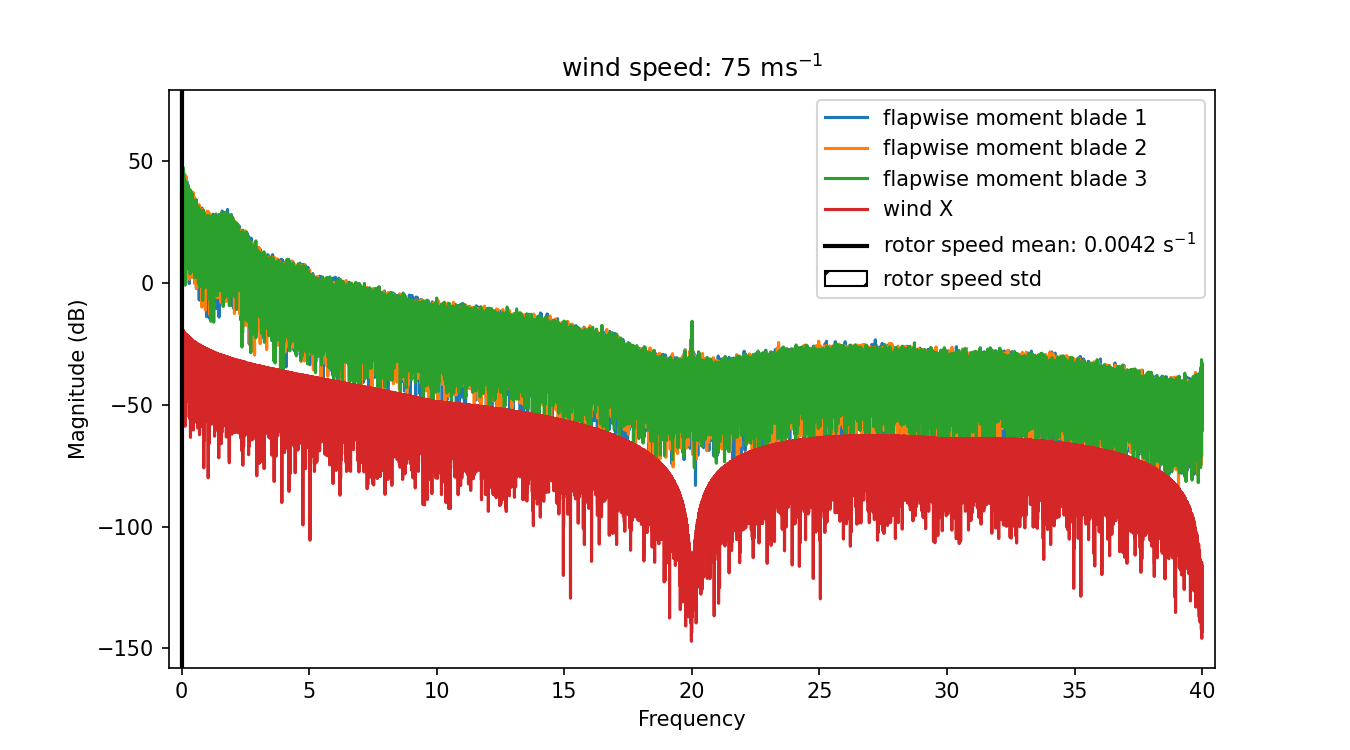 wind speed: 75 ms⁻¹
flapwise moment blade 1
flapwise moment blade 2
flapwise moment blade 3
wind X
rotor speed mean: 0.0042 s⁻¹
rotor speed std
Magnitude (dB)
50
0
−50
−100
−150
0 5 10 15 20 25 30 35 40
Frequency